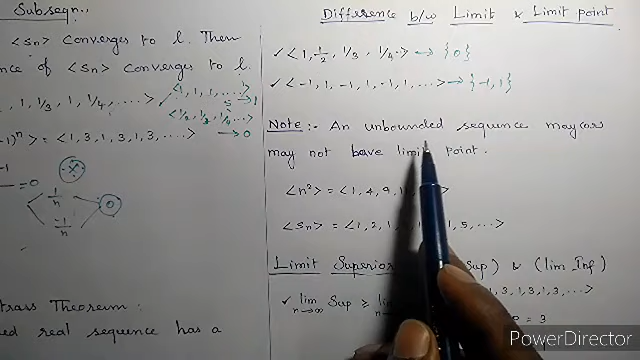 Subseqn.,
<Sn> converges to l. Then
nce of <Sn> converges to l.
1, 1/3, 1, 1/4, ....>
<1, 1, 1, ...>
→ 1
<1/2, 1/3, 1/4...>
→ 0
-1)ⁿ> = <1, 3, 1, 3, 1, 3, ....>
-1
= 0
1/n
-1/n
0
trass Theorem:
ed real sequence has a
Difference b/w Limit & Limit point
✓ <1, 1/2, 1/3, 1/4..> → {0}
✓ <-1, 1, -1, 1, -1, 1, ....> → {-1, 1}
Note :- An unbounded sequence may (or)
may not have limit point.
<n²> = <1, 4, 9, >
<Sn> = <1, 2, 1, 1, 5, ...>
Limit Superior Sup) & (lim Inf)
, 3, 1, 3, 1, 3, ...>
✓ lim Sup ≥ lim
n→∞
= 3
PowerDirector